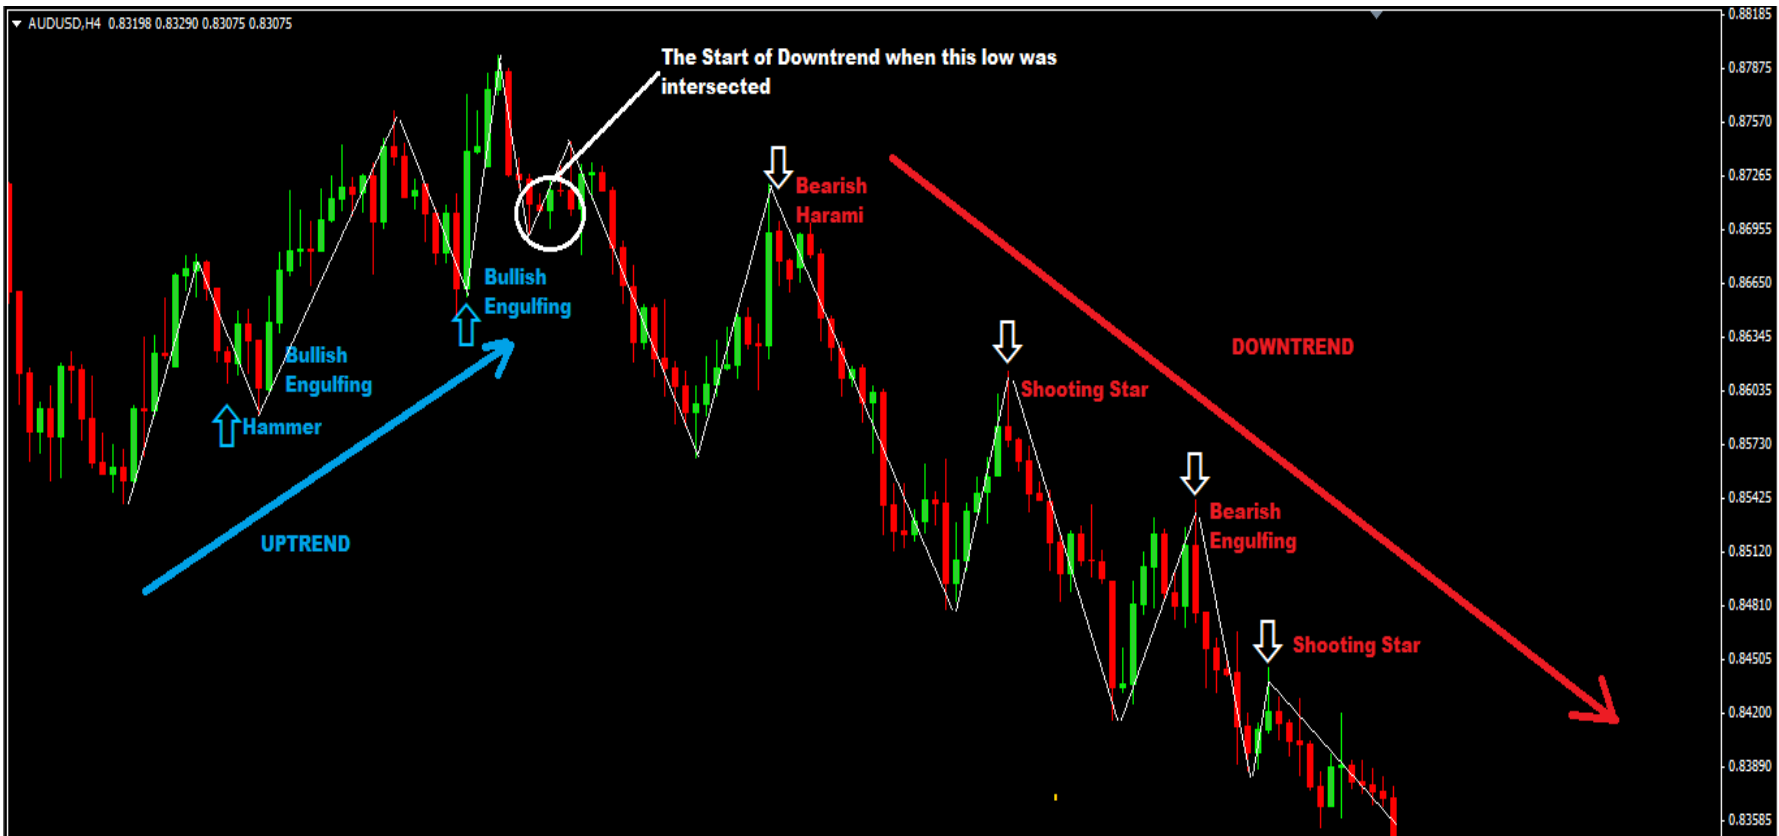 AUDUSD,H4 0.83198 0.83290 0.83075 0.83075
The Start of Downtrend when this low was
intersected
Bearish
Harami
Bullish
Engulfing
DOWNTREND
Bullish
Engulfing
Shooting Star
Hammer
Bearish
Engulfing
UPTREND
Shooting Star
0.88185
0.87875
0.87570
0.87265
0.86955
0.86650
0.86345
0.86035
0.85730
0.85425
0.85120
0.84810
0.84505
0.84200
0.83890
0.83585